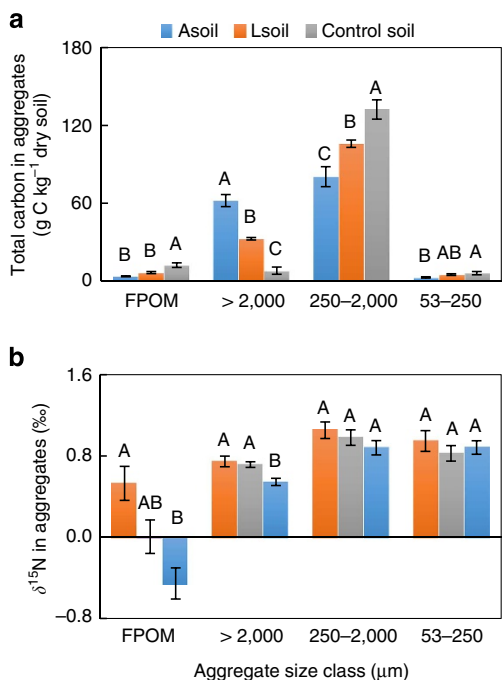 a
Asoil Lsoil Control soil
Total carbon in aggregates
(g C kg⁻¹ dry soil)
180
120
60
0
B B A
A B C
C B A
B AB A
FPOM > 2,000 250–2,000 53–250
b
δ¹⁵N in aggregates (‰)
1.6
0.8
0.0
–0.8
A AB B
A A B
A A A
A A A
FPOM > 2,000 250–2,000 53–250
Aggregate size class (μm)